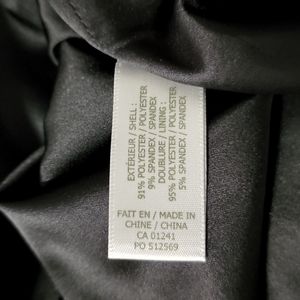 EXTÉRIEUR / SHELL :
91% POLYESTER / POLYESTER
9% SPANDEX / SPANDEX
DOUBLURE / LINING :
95% POLYESTER / POLYESTER
5% SPANDEX / SPANDEX
FAIT EN / MADE IN
CHINE / CHINA
CA 01241
PO 512569